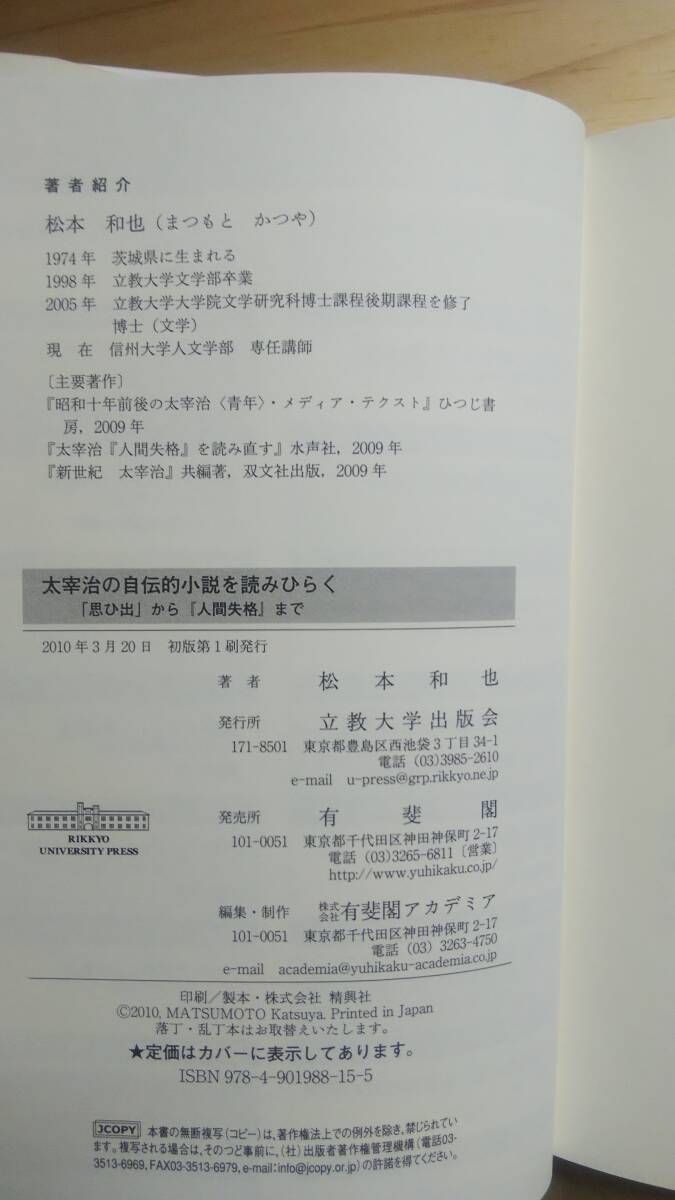 著者紹介
松本　和也（まつもと　かつや）
1974年　茨城県に生まれる
1998年　立教大学文学部卒業
2005年　立教大学大学院文学研究科博士課程後期課程を修了
博士（文学）
現　在　信州大学人文学部　専任講師
〔主要著作〕
『昭和十年前後の太宰治〈青年〉・メディア・テクスト』ひつじ書
房，2009年
『太宰治『人間失格』を読み直す』水声社，2009年
『新世紀　太宰治』共編著，双文社出版，2009年
太宰治の自伝的小説を読みひらく
「思ひ出」から『人間失格』まで
2010年3月20日　初版第1刷発行
著者　松本和也
発行所　立教大学出版会
171-8501　東京都豊島区西池袋3丁目34-1
電話 (03)3985-2610
e-mail　u-press@grp.rikkyo.ne.jp
RIKKYO
UNIVERSITY PRESS
発売所　有斐閣
101-0051　東京都千代田区神田神保町2-17
電話 (03)3265-6811〔営業〕
http://www.yuhikaku.co.jp/
編集・制作　株式会社有斐閣アカデミア
101-0051　東京都千代田区神田神保町2-17
電話 (03) 3263-4750
e-mail　academia@yuhikaku-academia.co.jp
印刷／製本・株式会社 精興社
©2010, MATSUMOTO Katsuya. Printed in Japan
落丁・乱丁本はお取替えいたします。
★定価はカバーに表示してあります。
ISBN 978-4-901988-15-5
JCOPY 本書の無断複写(コピー)は、著作権法上での例外を除き、禁じられてい
ます。複写される場合は、そのつど事前に、(社)出版者著作権管理機構(電話03-
3513-6969, FAX03-3513-6979, e-mail:info@jcopy.or.jp)の許諾を得てください。